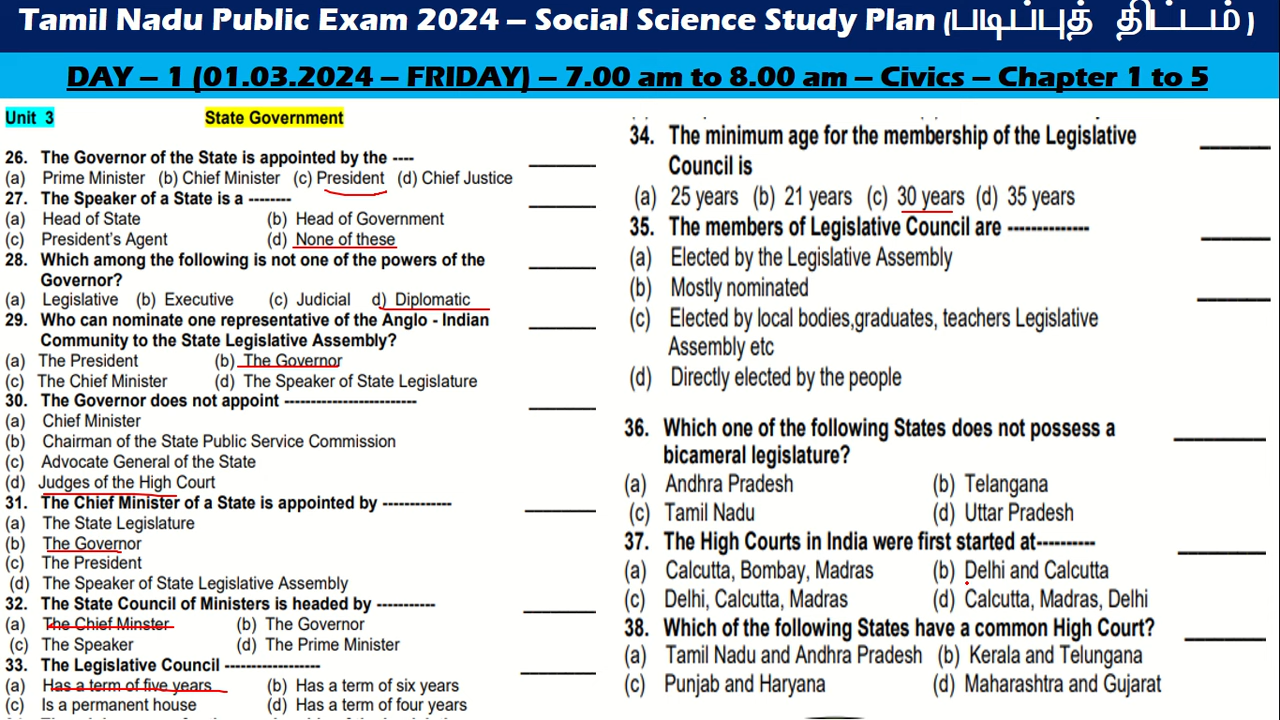 Tamil Nadu Public Exam 2024 – Social Science Study Plan (படிப்புத் திட்டம்)
DAY – 1 (01.03.2024 – FRIDAY) – 7.00 am to 8.00 am – Civics – Chapter 1 to 5
Unit 3 State Government
26. The Governor of the State is appointed by the ----
(a) Prime Minister (b) Chief Minister (c) President (d) Chief Justice
27. The Speaker of a State is a --------
(a) Head of State (b) Head of Government
(c) President's Agent (d) None of these
28. Which among the following is not one of the powers of the
Governor?
(a) Legislative (b) Executive (c) Judicial d) Diplomatic
29. Who can nominate one representative of the Anglo - Indian
Community to the State Legislative Assembly?
(a) The President (b) The Governor
(c) The Chief Minister (d) The Speaker of State Legislature
30. The Governor does not appoint -------------------------
(a) Chief Minister
(b) Chairman of the State Public Service Commission
(c) Advocate General of the State
(d) Judges of the High Court
31. The Chief Minister of a State is appointed by -------------
(a) The State Legislature
(b) The Governor
(c) The President
(d) The Speaker of State Legislative Assembly
32. The State Council of Ministers is headed by -----------
(a) The Chief Minster (b) The Governor
(c) The Speaker (d) The Prime Minister
33. The Legislative Council ------------------
(a) Has a term of five years (b) Has a term of six years
(c) Is a permanent house (d) Has a term of four years
34. The minimum age for the membership of the Legislative
Council is
(a) 25 years (b) 21 years (c) 30 years (d) 35 years
35. The members of Legislative Council are --------------
(a) Elected by the Legislative Assembly
(b) Mostly nominated
(c) Elected by local bodies,graduates, teachers Legislative
Assembly etc
(d) Directly elected by the people
36. Which one of the following States does not possess a
bicameral legislature?
(a) Andhra Pradesh (b) Telangana
(c) Tamil Nadu (d) Uttar Pradesh
37. The High Courts in India were first started at----------
(a) Calcutta, Bombay, Madras (b) Delhi and Calcutta
(c) Delhi, Calcutta, Madras (d) Calcutta, Madras, Delhi
38. Which of the following States have a common High Court?
(a) Tamil Nadu and Andhra Pradesh (b) Kerala and Telungana
(c) Punjab and Haryana (d) Maharashtra and Gujarat